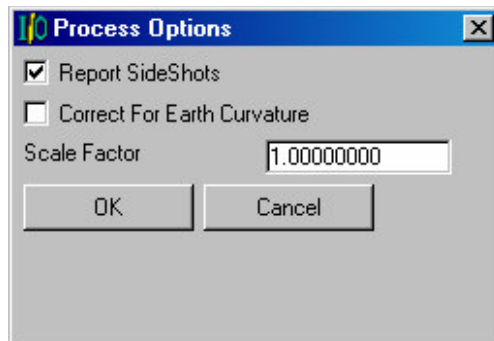 I/O Process Options
Report SideShots
Correct For Earth Curvature
Scale Factor 1.00000000
OK Cancel